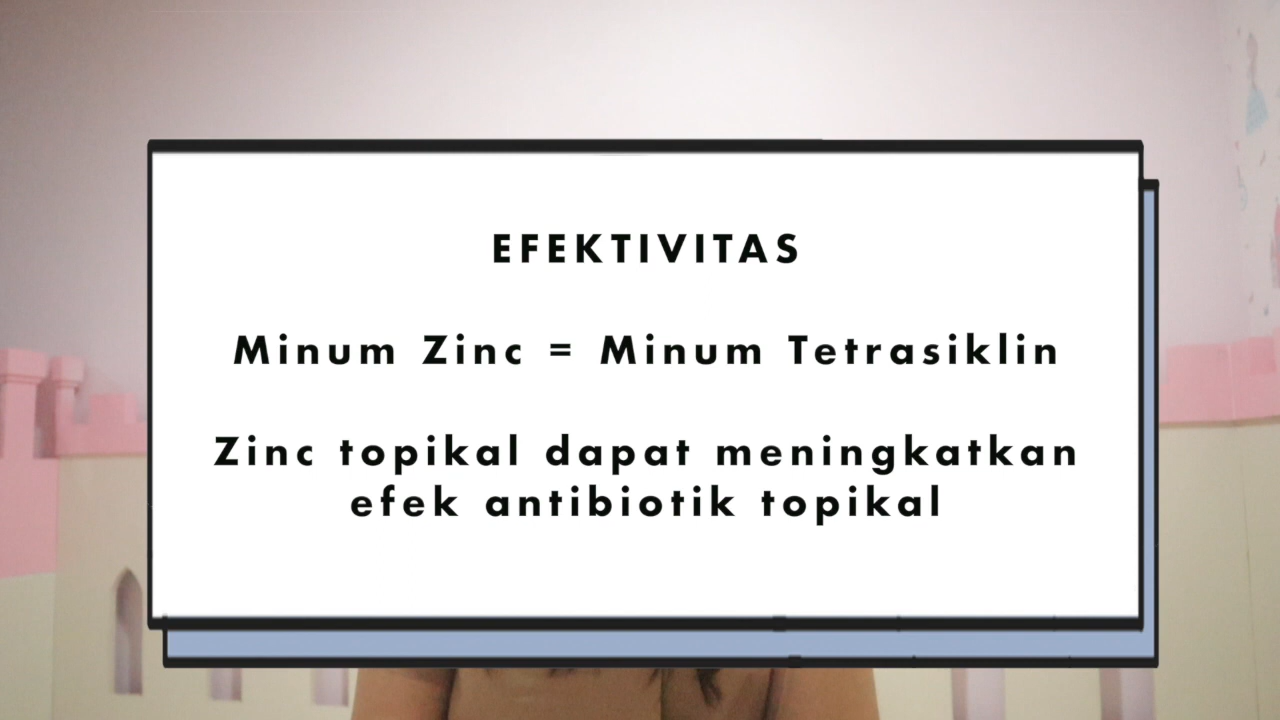 EFEKTIVITAS
Minum Zinc = Minum Tetrasiklin
Zinc topikal dapat meningkatkan
efek antibiotik topikal